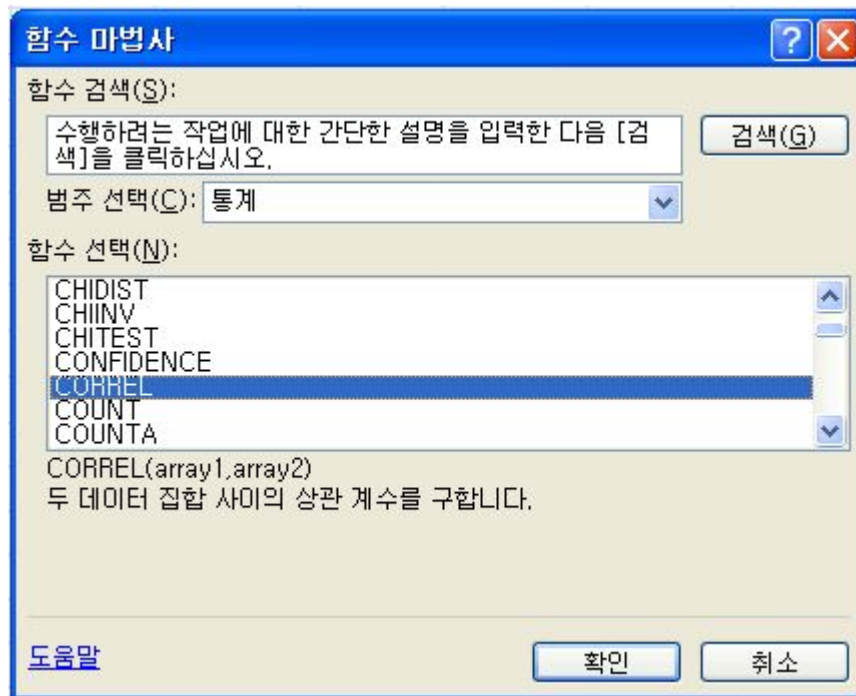 함수 마법사
함수 검색(S):
수행하려는 작업에 대한 간단한 설명을 입력한 다음 [검
색]을 클릭하십시오.
검색(G)
범주 선택(C): 통계
함수 선택(N):
CHIDIST
CHIINV
CHITEST
CONFIDENCE
CORREL
COUNT
COUNTA
CORREL(array1,array2)
두 데이터 집합 사이의 상관 계수를 구합니다.
도움말
확인
취소